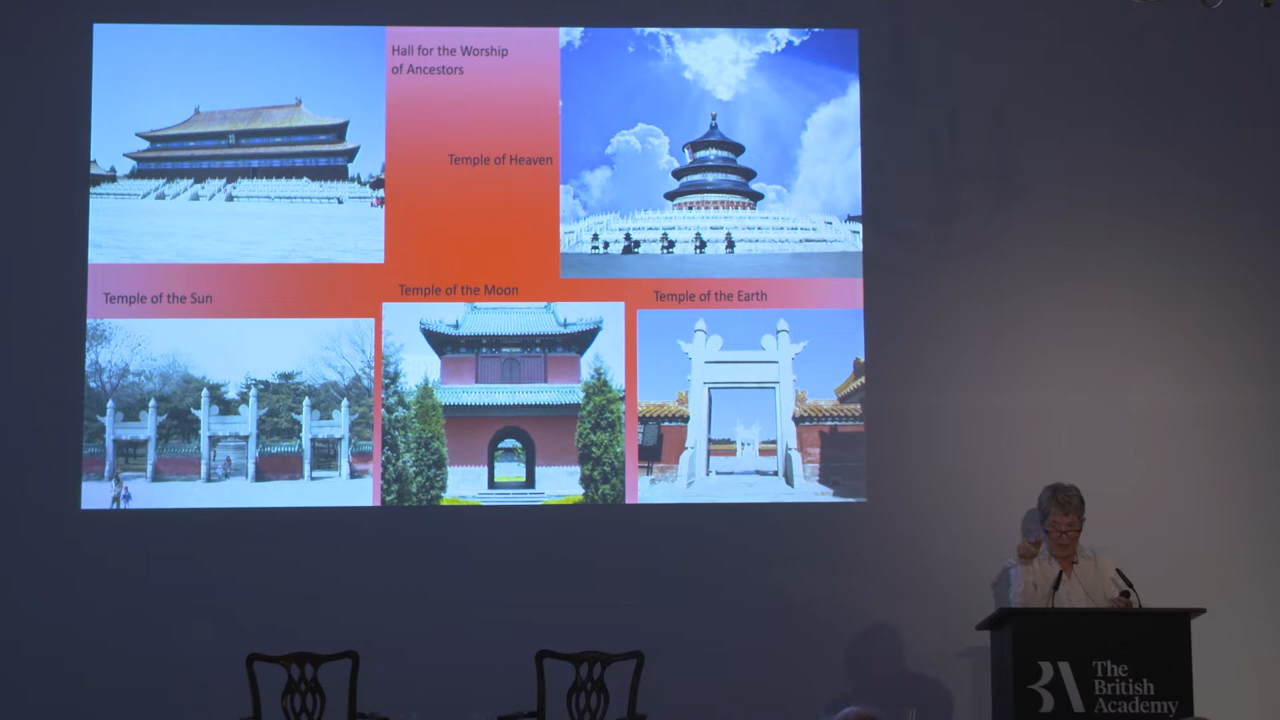 Hall for the Worship
of Ancestors
Temple of Heaven
Temple of the Sun
Temple of the Moon
Temple of the Earth
The
British
Academy